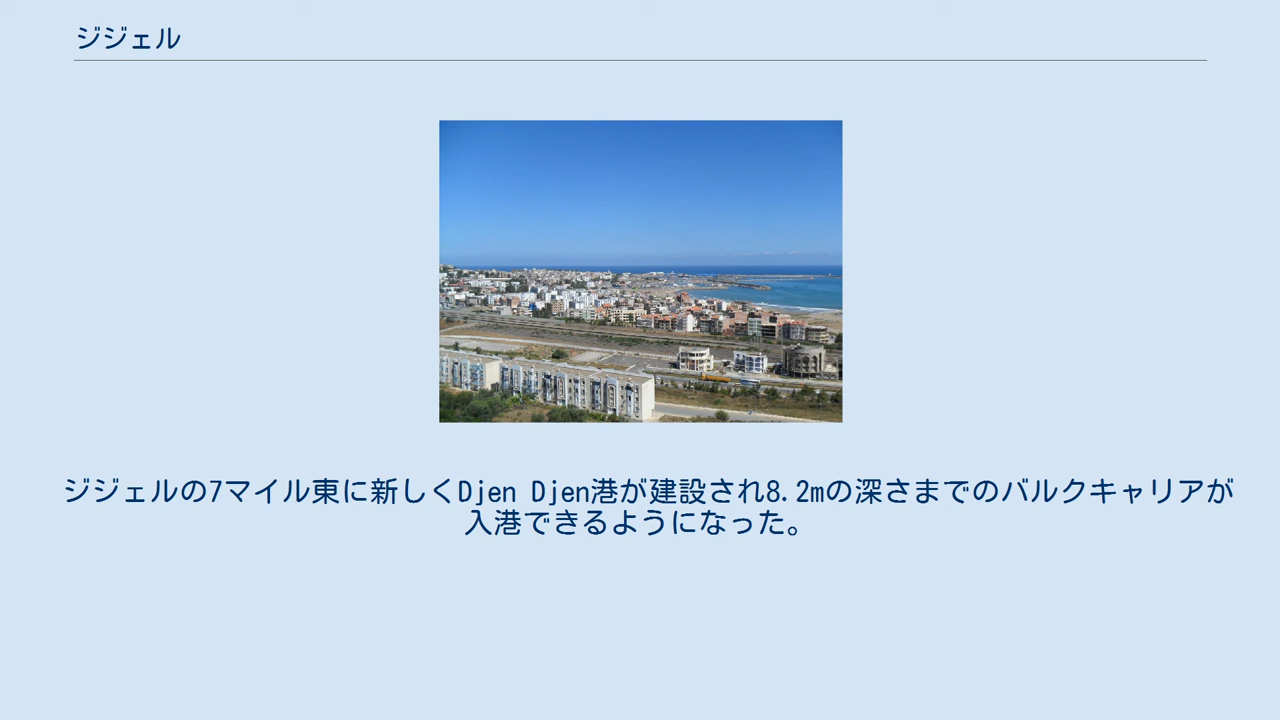 ジジェル
ジジェルの7マイル東に新しくDjen Djen港が建設され8.2mの深さまでのバルクキャリアが
入港できるようになった。